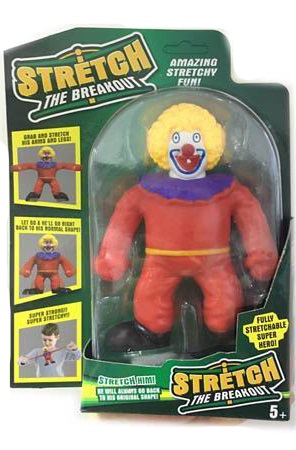 STRETCH
THE BREAKOUT
AMAZING
STRETCHY
FUN!
GRAB AND STRETCH
HIS ARMS AND LEGS!
LET GO & HE'LL GO RIGHT
BACK TO HIS NORMAL SHAPE!
SUPER STRONG!!
SUPER STRETCHY!!
FULLY
STRETCHABLE
SUPER
HERO!
STRETCH HIM!
HE WILL ALWAYS GO BACK
TO HIS ORIGINAL SHAPE!
STRETCH
THE BREAKOUT
5+